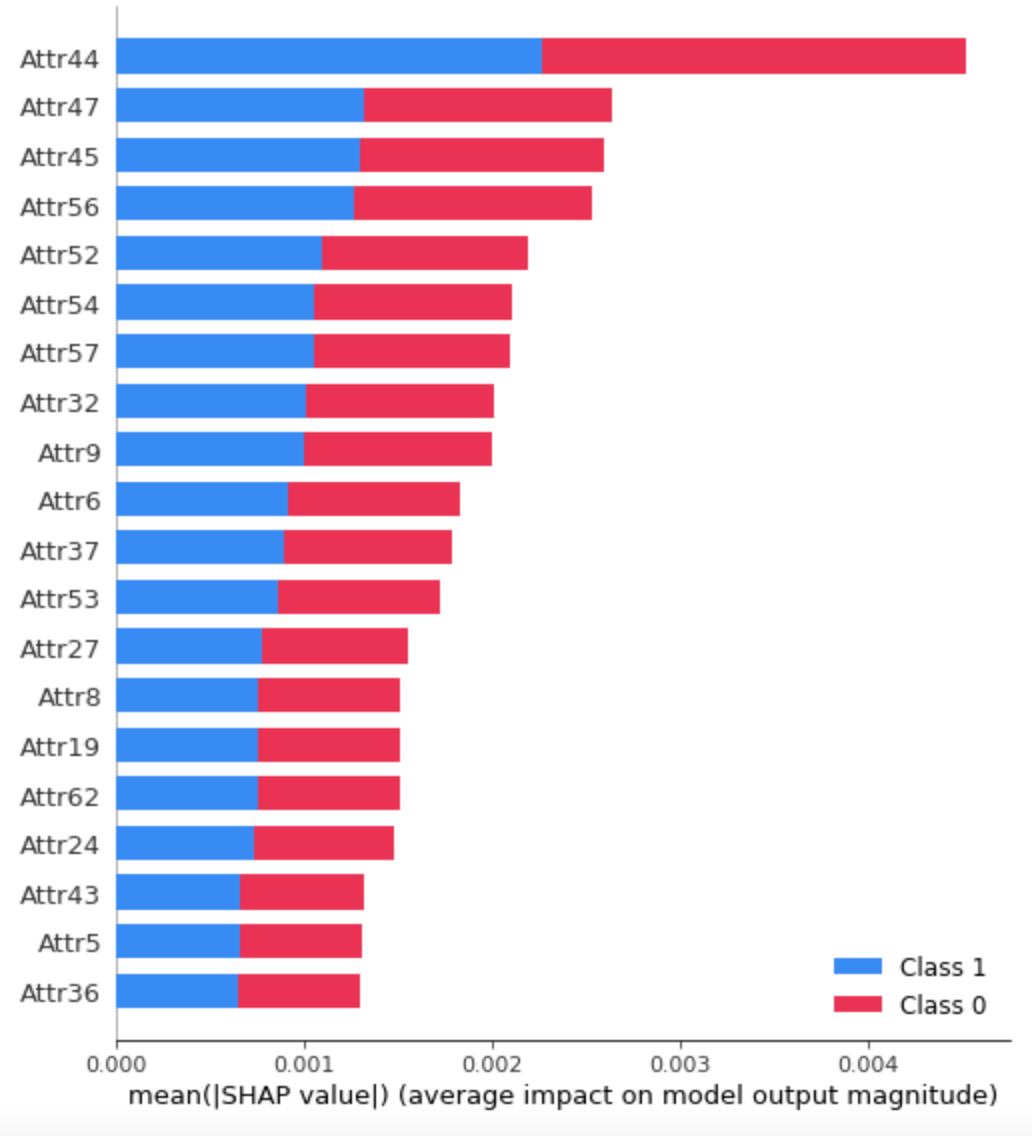 Attr44
Attr47
Attr45
Attr56
Attr52
Attr54
Attr57
Attr32
Attr9
Attr6
Attr37
Attr53
Attr27
Attr8
Attr19
Attr62
Attr24
Attr43
Attr5
Attr36
Class 1
Class 0
0.000 0.001 0.002 0.003 0.004
mean(|SHAP value|) (average impact on model output magnitude)